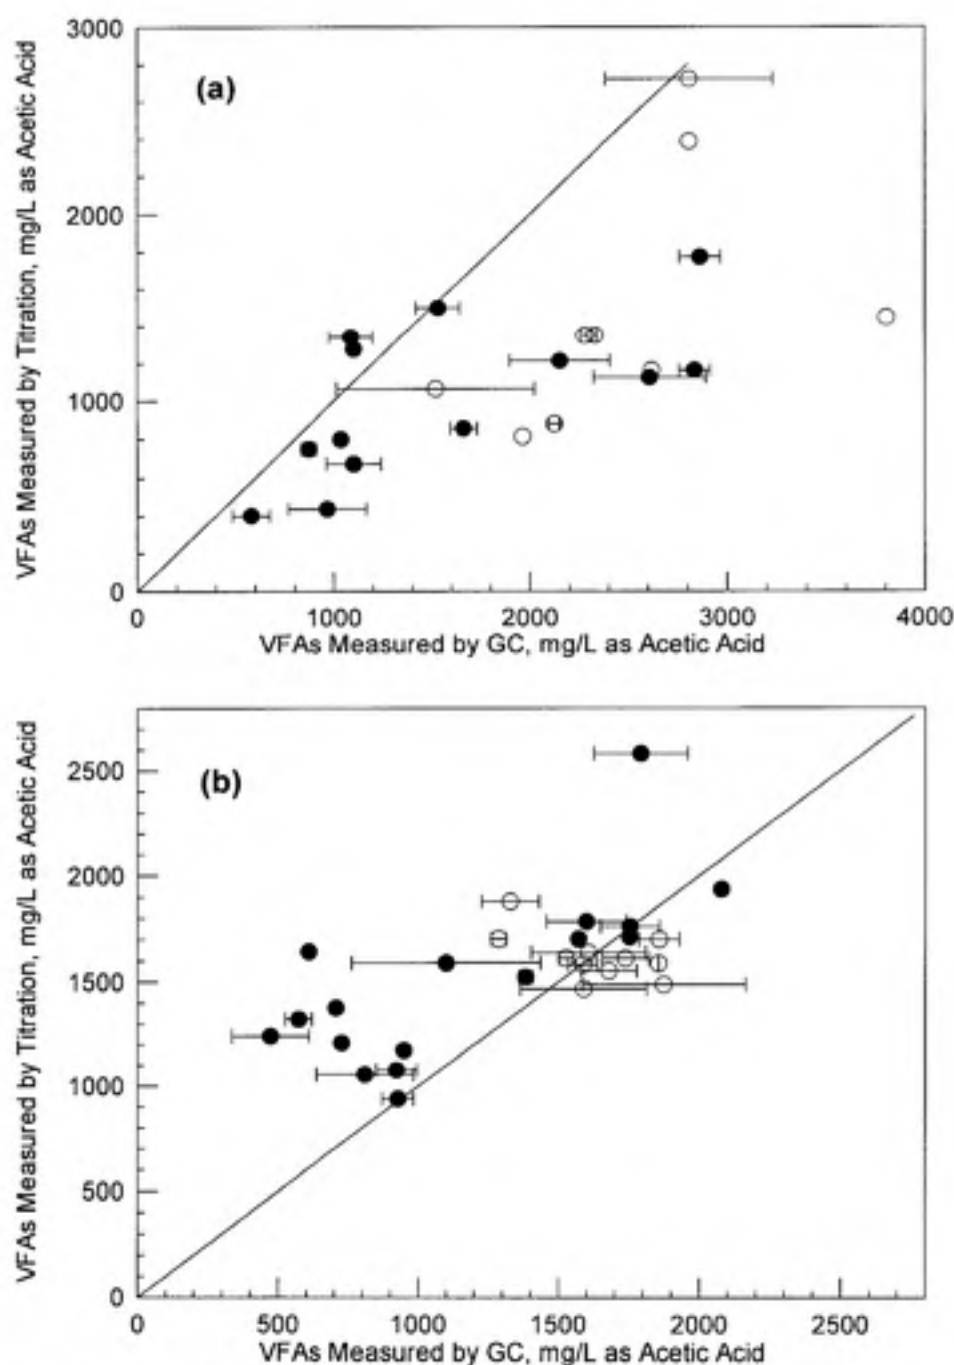 VFAs Measured by Titration, mg/L as Acetic Acid
3000
2000
1000
0
(a)
0 1000 2000 3000 4000
VFAs Measured by GC, mg/L as Acetic Acid
VFAs Measured by Titration, mg/L as Acetic Acid
2500
2000
1500
1000
500
0
(b)
0 500 1000 1500 2000 2500
VFAs Measured by GC, mg/L as Acetic Acid